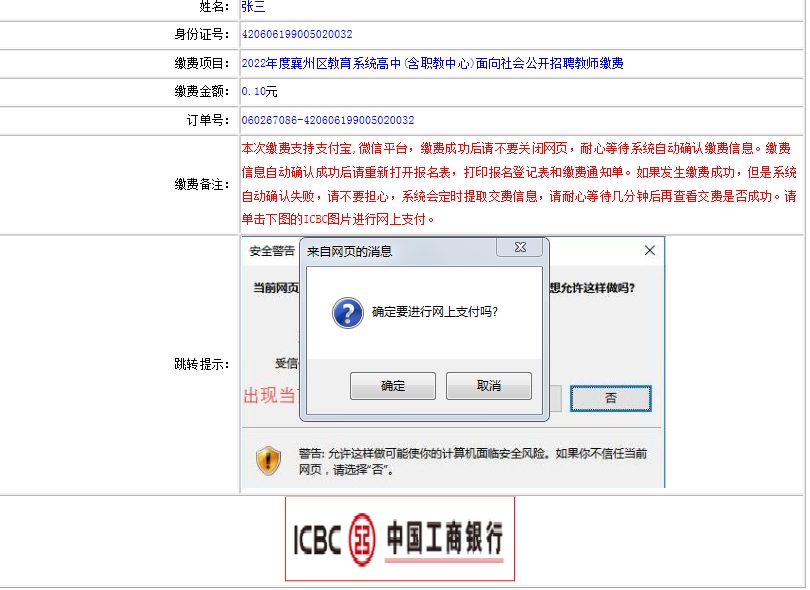 姓名： 张三
身份证号： 420606199005020032
缴费项目： 2022年度襄州区教育系统高中(含职教中心)面向社会公开招聘教师缴费
缴费金额： 0.10元
订单号： 060267086-420606199005020032
缴费备注：
本次缴费支持支付宝,微信平台，缴费成功后请不要关闭网页，耐心等待系统自动确认缴费信息。缴费
信息自动确认成功后请重新打开报名表，打印报名登记表和缴费通知单。如果发生缴费成功，但是系统
自动确认失败，请不要担心，系统会定时提取交费信息，请耐心等待几分钟后再查看交费是否成功。请
单击下图的ICBC图片进行网上支付。
跳转提示：
安全警告
来自网页的消息
当前网页
想允许这样做吗?
确定要进行网上支付吗?
受信
确定 取消
出现当
否
警告: 允许这样做可能使你的计算机面临安全风险。如果你不信任当前
网页，请选择“否”。
ICBC 中国工商银行